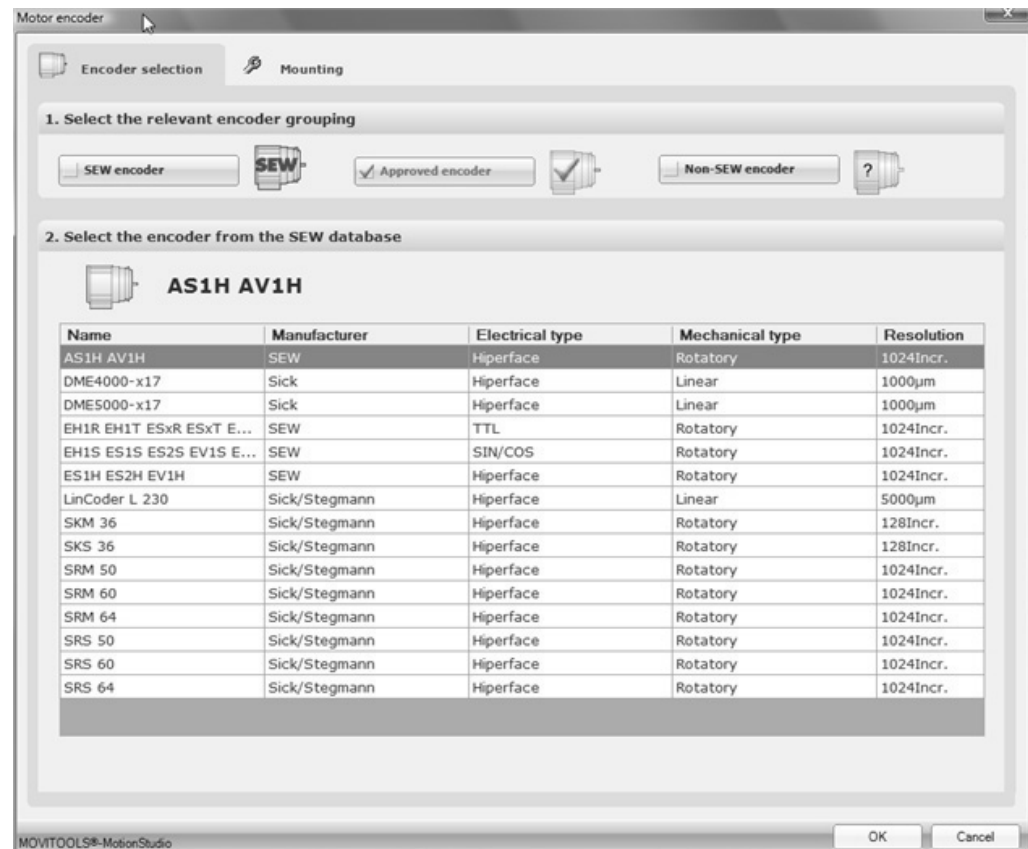 Motor encoder
Encoder selection
Mounting
1. Select the relevant encoder grouping
SEW encoder
SEW
Approved encoder
Non-SEW encoder
?
2. Select the encoder from the SEW database
AS1H AV1H
Name Manufacturer Electrical type Mechanical type Resolution
AS1H AV1H SEW Hiperface Rotatory 1024Incr.
DME4000-x17 Sick Hiperface Linear 1000µm
DME5000-x17 Sick Hiperface Linear 1000µm
EH1R EH1T ESxR ESxT E... SEW TTL Rotatory 1024Incr.
EH1S ES1S ES2S EV1S E... SEW SIN/COS Rotatory 1024Incr.
ES1H ES2H EV1H SEW Hiperface Rotatory 1024Incr.
LinCoder L 230 Sick/Stegmann Hiperface Linear 5000µm
SKM 36 Sick/Stegmann Hiperface Rotatory 128Incr.
SKS 36 Sick/Stegmann Hiperface Rotatory 128Incr.
SRM 50 Sick/Stegmann Hiperface Rotatory 1024Incr.
SRM 60 Sick/Stegmann Hiperface Rotatory 1024Incr.
SRM 64 Sick/Stegmann Hiperface Rotatory 1024Incr.
SRS 50 Sick/Stegmann Hiperface Rotatory 1024Incr.
SRS 60 Sick/Stegmann Hiperface Rotatory 1024Incr.
SRS 64 Sick/Stegmann Hiperface Rotatory 1024Incr.
MOVITOOLS®-MotionStudio
OK
Cancel